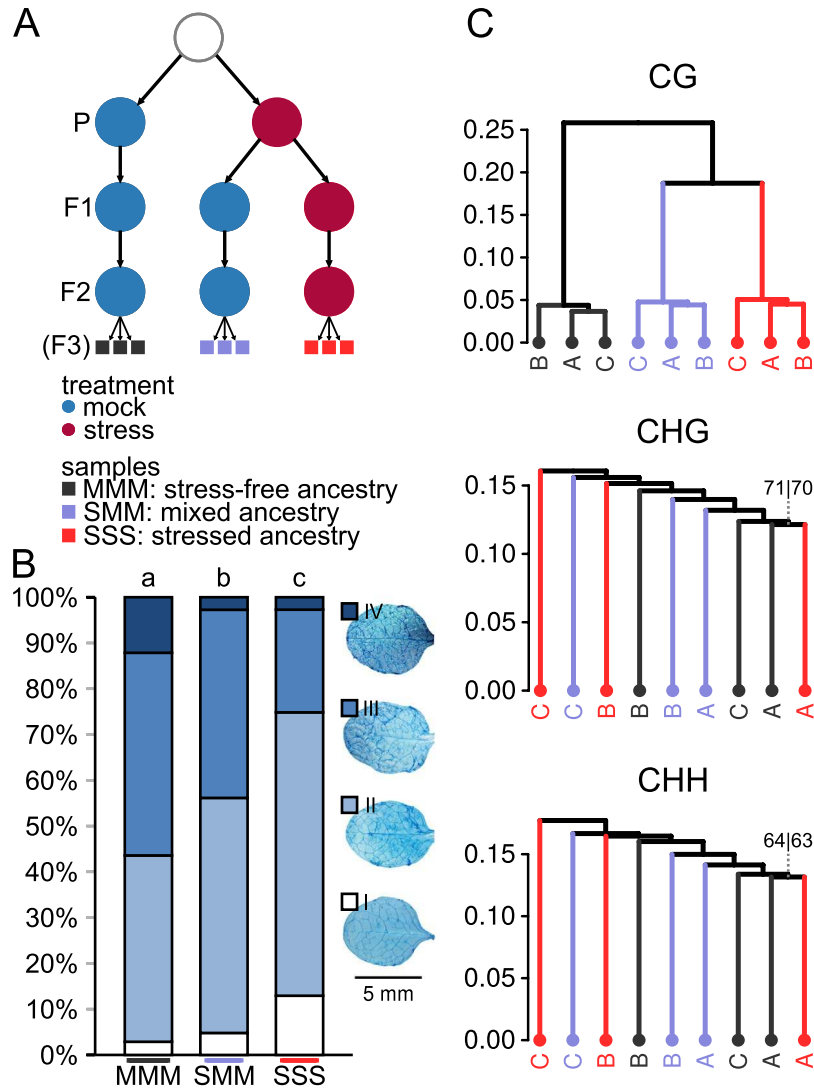 A
P
F1
F2
(F3)
treatment
mock
stress
samples
MMM: stress-free ancestry
SMM: mixed ancestry
SSS: stressed ancestry
B
a b c
100%
90%
80%
70%
60%
50%
40%
30%
20%
10%
0%
IV
III
II
I
5 mm
MMM SMM SSS
C
CG
0.25
0.20
0.15
0.10
0.05
0.00
B A C C A B C A B
CHG
71|70
0.15
0.10
0.05
0.00
C C B B B A C A A
CHH
64|63
0.15
0.10
0.05
0.00
C C B B B A C A A